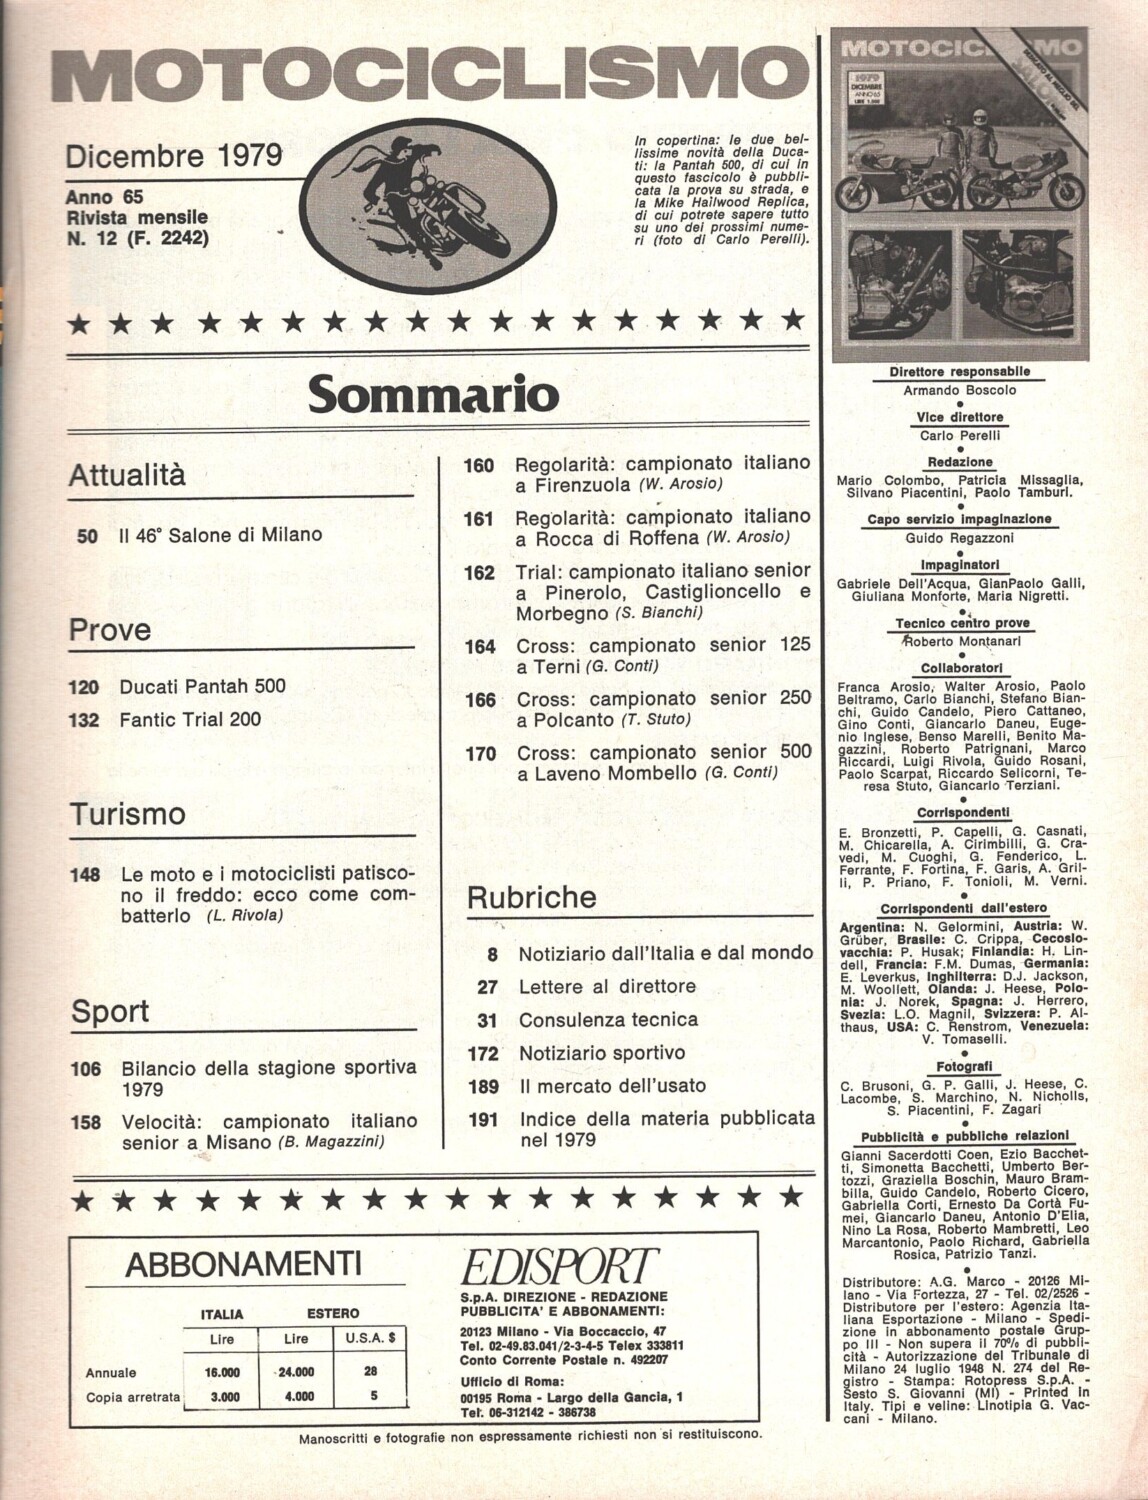 MOTOCICLISMO
Dicembre 1979
Anno 65
Rivista mensile
N. 12 (F. 2242)
In copertina: le due bel-
lissime novità della Duca-
ti: la Pantah 500, di cui in
questo fascicolo è pubbli-
cata la prova su strada, e
la Mike Hailwood Replica,
di cui potrete sapere tutto
su uno dei prossimi nume-
ri (foto di Carlo Perelli).
Sommario
Attualità
50 Il 46° Salone di Milano
Prove
120 Ducati Pantah 500
132 Fantic Trial 200
Turismo
148 Le moto e i motociclisti patisco-
no il freddo: ecco come com-
batterlo (L. Rivola)
Sport
106 Bilancio della stagione sportiva
1979
158 Velocità: campionato italiano
senior a Misano (B. Magazzini)
160 Regolarità: campionato italiano
a Firenzuola (W. Arosio)
161 Regolarità: campionato italiano
a Rocca di Roffena (W. Arosio)
162 Trial: campionato italiano senior
a Pinerolo, Castiglioncello e
Morbegno (S. Bianchi)
164 Cross: campionato senior 125
a Terni (G. Conti)
166 Cross: campionato senior 250
a Polcanto (T. Stuto)
170 Cross: campionato senior 500
a Laveno Mombello (G. Conti)
Rubriche
8 Notiziario dall'Italia e dal mondo
27 Lettere al direttore
31 Consulenza tecnica
172 Notiziario sportivo
189 Il mercato dell'usato
191 Indice della materia pubblicata
nel 1979
ABBONAMENTI
ITALIA ESTERO
Lire Lire U.S.A. $
Annuale 16.000 24.000 28
Copia arretrata 3.000 4.000 5
EDISPORT
S.p.A. DIREZIONE - REDAZIONE
PUBBLICITA' E ABBONAMENTI:
20123 Milano - Via Boccaccio, 47
Tel. 02-49.83.041/2-3-4-5 Telex 333811
Conto Corrente Postale n. 492207
Ufficio di Roma:
00195 Roma - Largo della Gancia, 1
Tel. 06-312142 - 386738
Manoscritti e fotografie non espressamente richiesti non si restituiscono.
MOTOCICLISMO
1979
DICEMBRE
ANNO 65
LIRE 1.000
Direttore responsabile
Armando Boscolo
Vice direttore
Carlo Perelli
Redazione
Mario Colombo, Patricia Missaglia,
Silvano Piacentini, Paolo Tamburi.
Capo servizio impaginazione
Guido Regazzoni
Impaginatori
Gabriele Dell'Acqua, GianPaolo Galli,
Giuliana Monforte, Maria Nigretti.
Tecnico centro prove
Roberto Montanari
Collaboratori
Franca Arosio, Walter Arosio, Paolo
Beltramo, Carlo Bianchi, Stefano Bian-
chi, Guido Candelo, Piero Cattaneo,
Gino Conti, Giancarlo Daneu, Euge-
nio Inglese, Benso Marelli, Benito Ma-
gazzini, Roberto Patrignani, Marco
Riccardi, Luigi Rivola, Guido Rosani,
Paolo Scarpat, Riccardo Selicorni, Te-
resa Stuto, Giancarlo Terziani.
Corrispondenti
E. Bronzetti, P. Capelli, G. Casnati,
M. Chicarella, A. Cirimbilli, G. Cra-
vedi, M. Cuoghi, G. Fenderico, L.
Ferrante, F. Fortina, F. Garis, A. Gril-
li, P. Priano, F. Tonioli, M. Verni.
Corrispondenti dall'estero
Argentina: N. Gelormini, Austria: W.
Grüber, Brasile: C. Crippa, Cecoslo-
vacchia: P. Husak; Finlandia: H. Lin-
dell, Francia: F.M. Dumas, Germania:
E. Leverkus, Inghilterra: D.J. Jackson,
M. Woollett, Olanda: J. Heese, Polo-
nia: J. Norek, Spagna: J. Herrero,
Svezia: L.O. Magnil, Svizzera: P. Al-
thaus, USA: C. Renstrom, Venezuela:
V. Tomaselli.
Fotografi
C. Brusoni, G. P. Galli, J. Heese, C.
Lacombe, S. Marchino, N. Nicholls,
S. Piacentini, F. Zagari
Pubblicità e pubbliche relazioni
Gianni Sacerdotti Coen, Ezio Bacchet-
ti, Simonetta Bacchetti, Umberto Ber-
tozzi, Graziella Boschin, Mauro Bram-
billa, Guido Candelo, Roberto Cicero,
Gabriella Corti, Ernesto Da Cortà Fu-
mei, Giancarlo Daneu, Antonio D'Elia,
Nino La Rosa, Roberto Mambretti, Leo
Marcantonio, Paolo Richard, Gabriella
Rosica, Patrizio Tanzi.
Distributore: A.G. Marco - 20126 Mi-
lano - Via Fortezza, 27 - Tel. 02/2526 -
Distributore per l'estero: Agenzia Ita-
liana Esportazione - Milano - Spedi-
zione in abbonamento postale Grup-
po III - Non supera il 70% di pubbli-
cità - Autorizzazione del Tribunale di
Milano 24 luglio 1948 N. 274 del Re-
gistro - Stampa: Rotopress S.p.A. -
Sesto S. Giovanni (MI) - Printed in
Italy. Tipi e veline: Linotipia G. Vac-
cani - Milano.